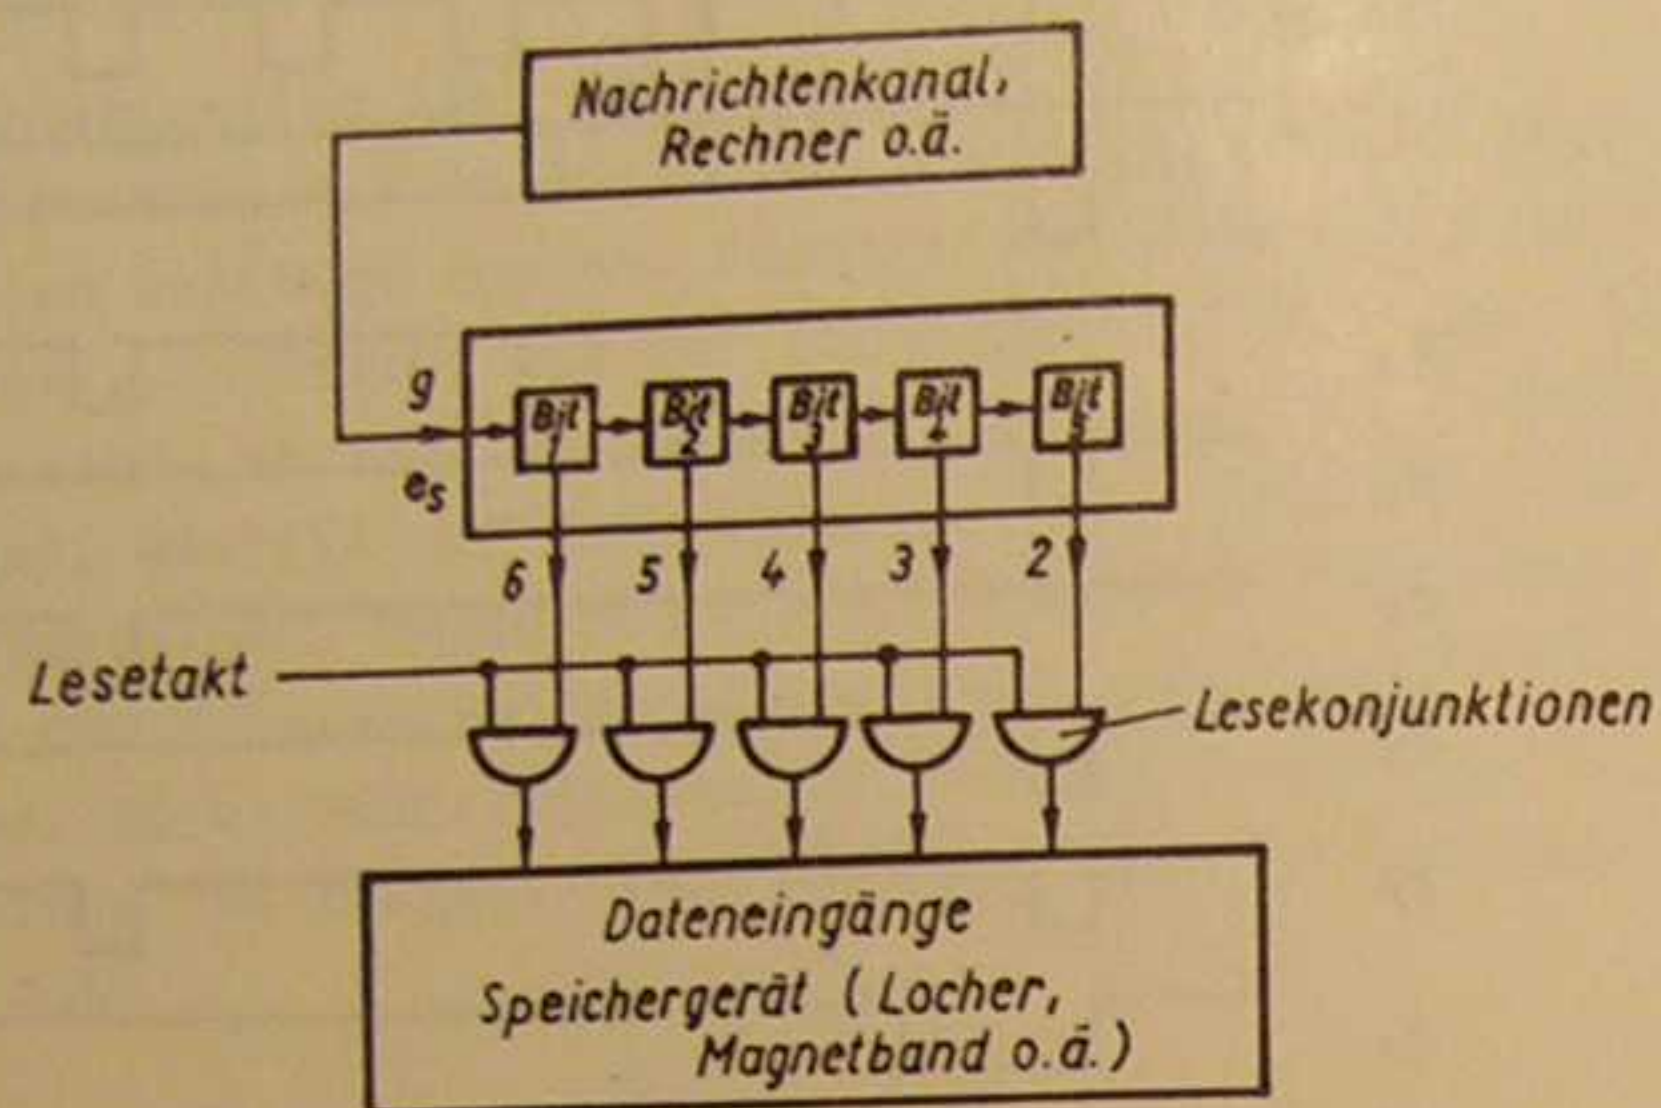 Nachrichtenkanal,
Rechner o.ä.
g
es
Bit 1
Bit 2
Bit 3
Bit 4
Bit 5
6 5 4 3 2
Lesetakt
Lesekonjunktionen
Dateneingänge
Speichergerät (Locher,
Magnetband o.ä.)